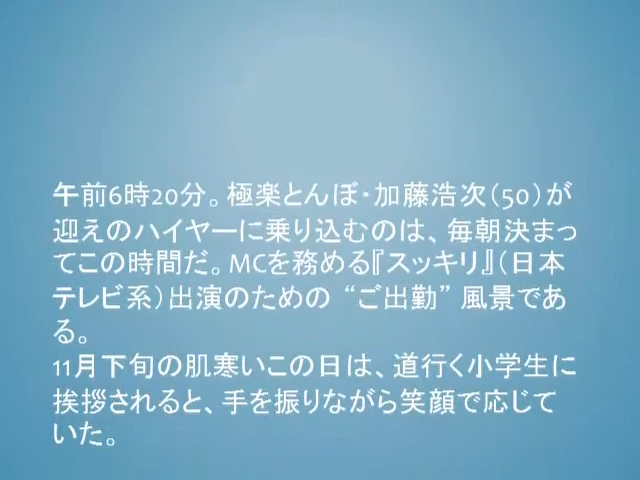 午前6時20分。極楽とんぼ・加藤浩次（50）が
迎えのハイヤーに乗り込むのは、毎朝決まっ
てこの時間だ。MCを務める『スッキリ』（日本
テレビ系）出演のための “ご出勤” 風景であ
る。
11月下旬の肌寒いこの日は、道行く小学生に
挨拶されると、手を振りながら笑顔で応じて
いた。